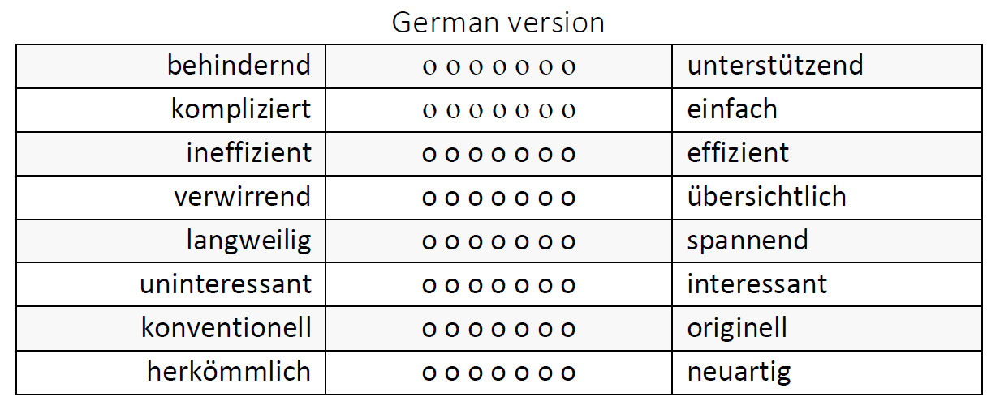 German version
behindernd o o o o o o o unterstützend
kompliziert o o o o o o o einfach
ineffizient o o o o o o o effizient
verwirrend o o o o o o o übersichtlich
langweilig o o o o o o o spannend
uninteressant o o o o o o o interessant
konventionell o o o o o o o originell
herkömmlich o o o o o o o neuartig